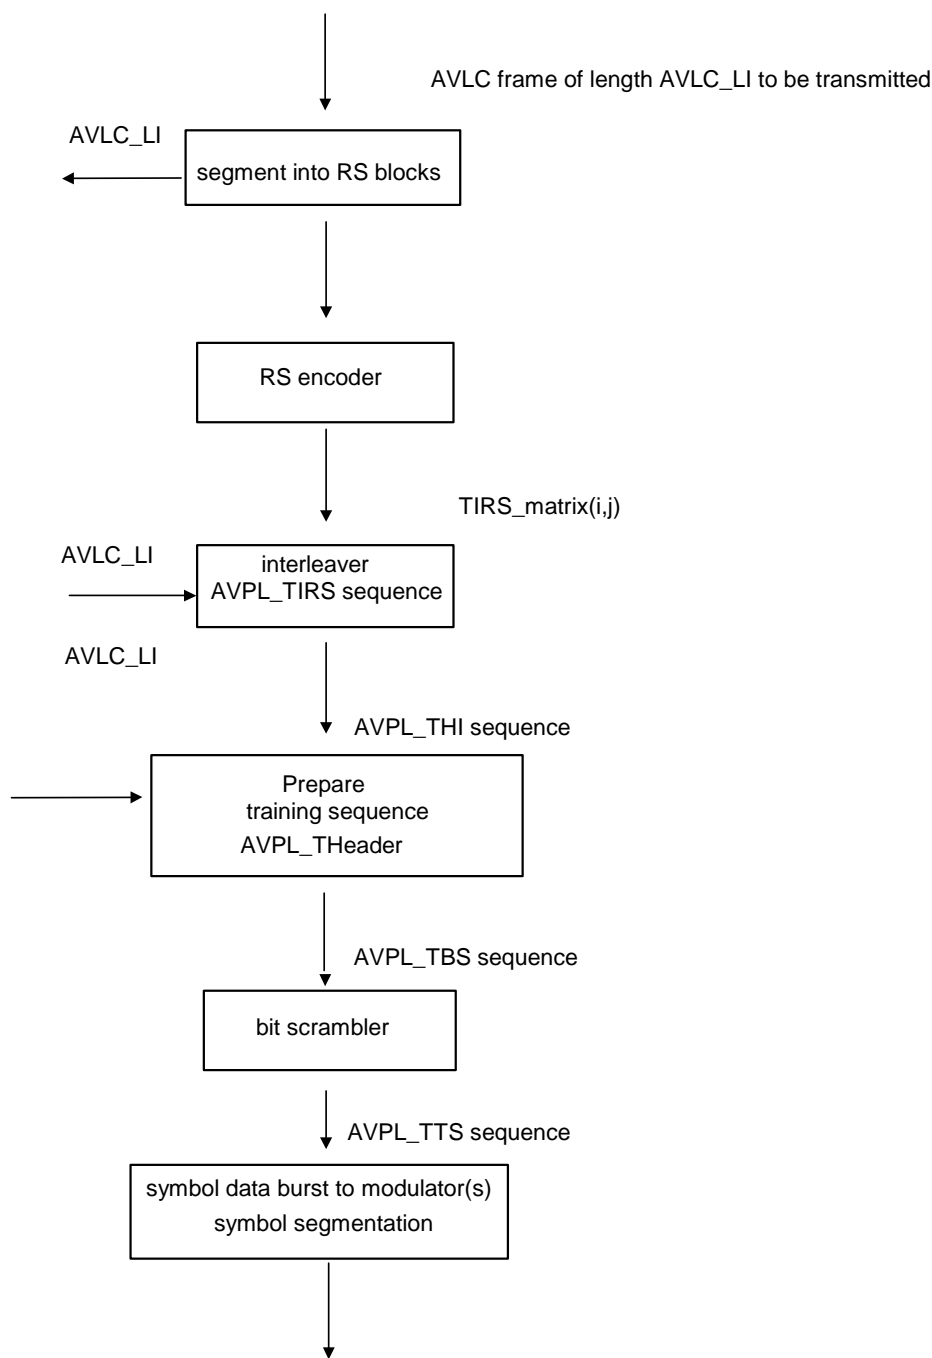 AVLC frame of length AVLC_LI to be transmitted
AVLC_LI
segment into RS blocks
RS encoder
TIRS_matrix(i,j)
AVLC_LI
interleaver
AVPL_TIRS sequence
AVLC_LI
AVPL_THI sequence
Prepare
training sequence
AVPL_THeader
AVPL_TBS sequence
bit scrambler
AVPL_TTS sequence
symbol data burst to modulator(s)
symbol segmentation